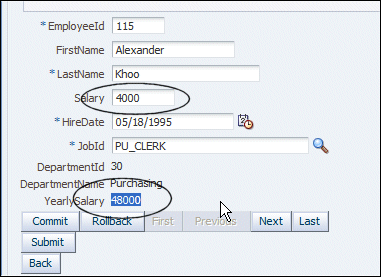 * EmployeeId 115
FirstName Alexander
* LastName Khoo
Salary 4000
* HireDate 05/18/1995
* JobId PU_CLERK
DepartmentId 30
DepartmentName Purchasing
YearlySalary 48000
Commit Rollback First Previous Next Last
Submit
Back